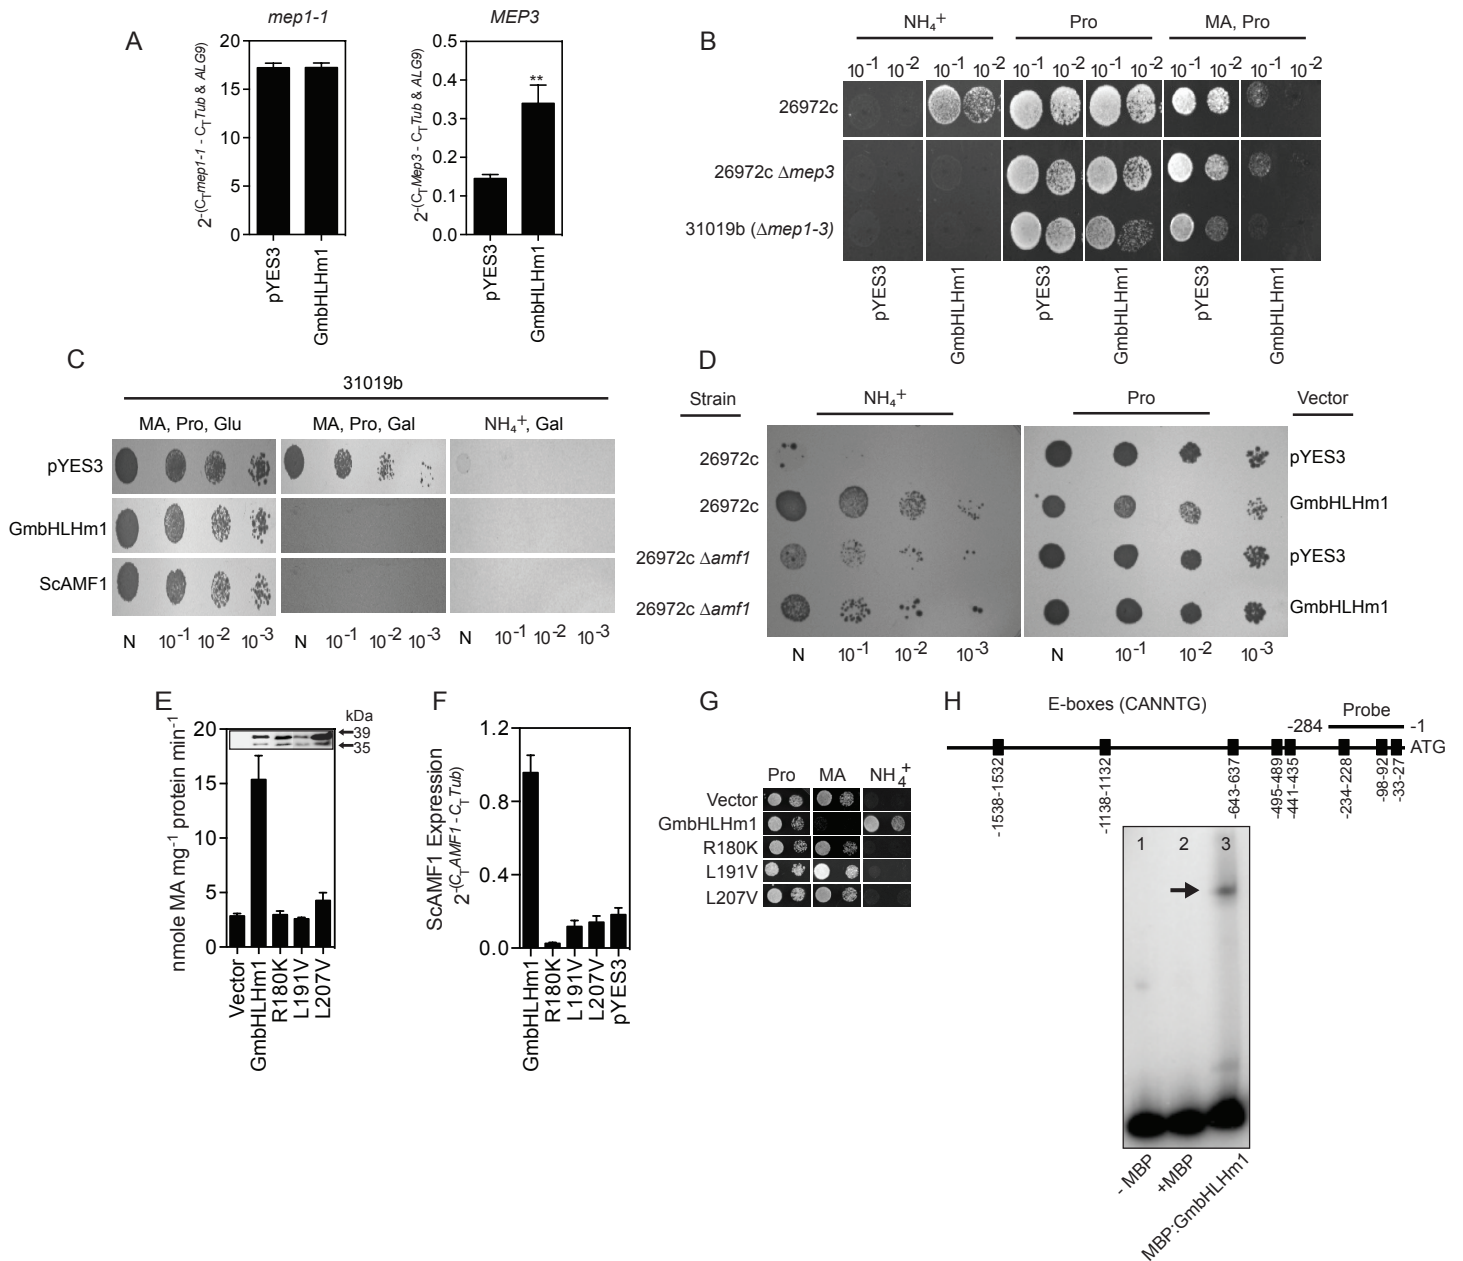 A
mep1-1
2-(CTmep1-1 - CTTub & ALG9)
20
15
10
5
0
pYES3
GmbHLHm1
MEP3
2-(CTMep3 - CTTub & ALG9)
0.5
0.4
0.3
0.2
0.1
0.0
**
pYES3
GmbHLHm1
B
NH4+ Pro MA, Pro
10-1 10-2 10-1 10-2 10-1 10-2 10-1 10-2 10-1 10-2 10-1 10-2
26972c
26972c Δmep3
31019b (Δmep1-3)
pYES3 GmbHLHm1 pYES3 GmbHLHm1 pYES3 GmbHLHm1
C
31019b
MA, Pro, Glu MA, Pro, Gal NH4+, Gal
pYES3
GmbHLHm1
ScAMF1
N 10-1 10-2 10-3 N 10-1 10-2 10-3 N 10-1 10-2 10-3
D
Strain NH4+ Pro Vector
26972c pYES3
26972c GmbHLHm1
26972c Δamf1 pYES3
26972c Δamf1 GmbHLHm1
N 10-1 10-2 10-3 N 10-1 10-2 10-3
E
nmole MA mg-1 protein min-1
20
15
10
5
0
kDa
39
35
Vector
GmbHLHm1
R180K
L191V
L207V
F
ScAMF1 Expression
2-(CTAMF1 - CTTub)
1.2
0.8
0.4
0.0
GmbHLHm1
R180K
L191V
L207V
pYES3
G
Pro MA NH4+
Vector
GmbHLHm1
R180K
L191V
L207V
H
E-boxes (CANNTG)
-284 Probe -1
ATG
-1538-1532
-1138-1132
-643-637
-495-489
-441-435
-234-228
-98-92
-33-27
1 2 3
- MBP
+MBP
MBP:GmbHLHm1